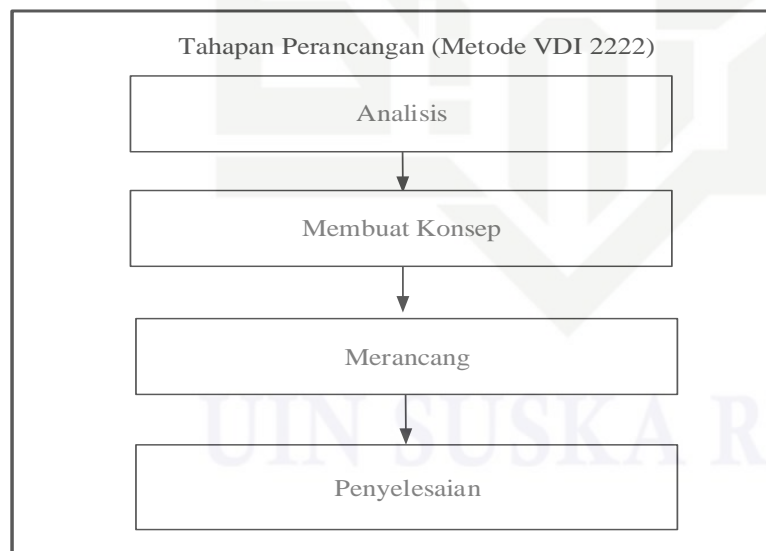 Tahapan Perancangan (Metode VDI 2222)
Analisis
Membuat Konsep
Merancang
UIN SUSKA R
Penyelesaian